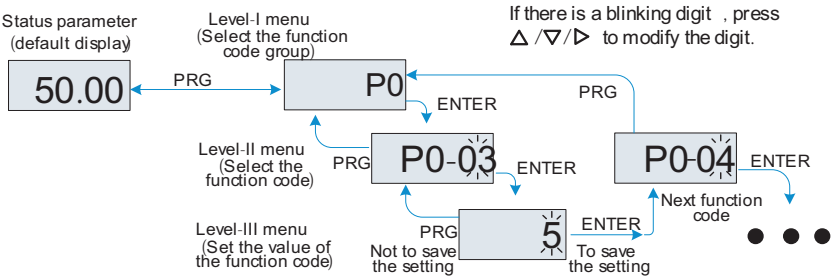 Status parameter
(default display)
50.00
PRG
Level-I menu
(Select the function
code group)
P0
ENTER
If there is a blinking digit , press
△ /▽/▷ to modify the digit.
PRG
Level-II menu
(Select the
function code)
PRG
P0-03
ENTER
P0-04
ENTER
Next function
code
Level-III menu
(Set the value of
the function code)
PRG
Not to save
the setting
5
ENTER
To save
the setting